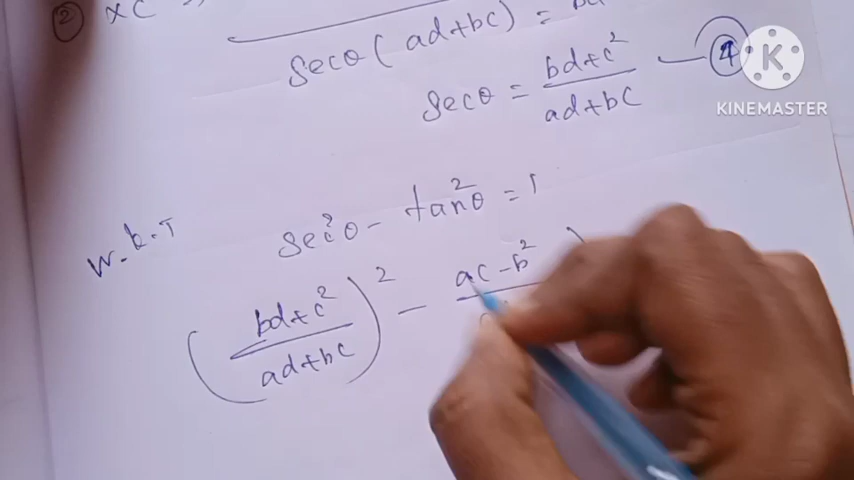 ② × C
secθ ( ad+bc) =
secθ = bd+c² / ad+bc — ④
K
KINEMASTER
W.K.T sec²θ - tan²θ = 1
( bd+c² / ad+bc )² - ac-b²